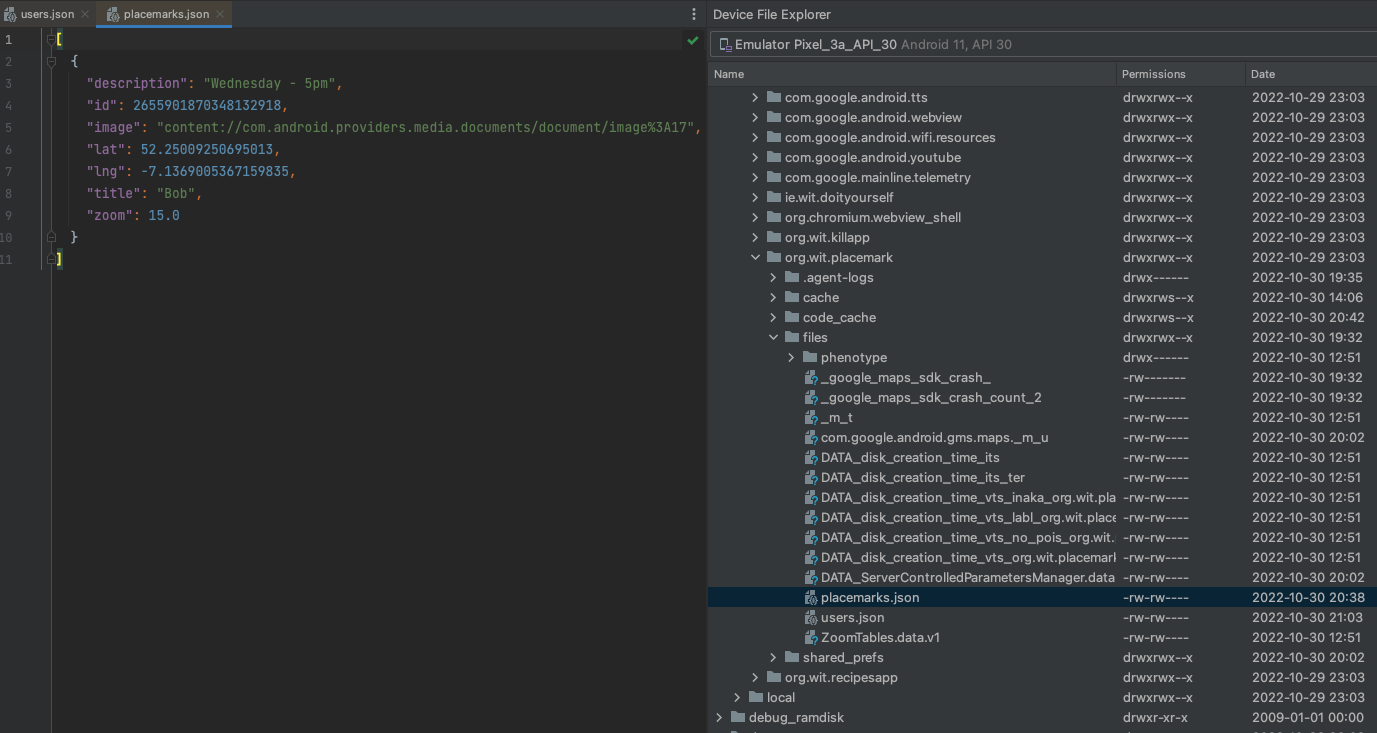 users.json
placemarks.json
1 [
2 {
3 "description": "Wednesday - 5pm",
4 "id": 2655901870348132918,
5 "image": "content://com.android.providers.media.documents/document/image%3A17",
6 "lat": 52.25009250695013,
7 "lng": -7.1369005367159835,
8 "title": "Bob",
9 "zoom": 15.0
10 }
11 ]
Device File Explorer
Emulator Pixel_3a_API_30 Android 11, API 30
Name Permissions Date
com.google.android.tts drwxrwx--x 2022-10-29 23:03
com.google.android.webview drwxrwx--x 2022-10-29 23:03
com.google.android.wifi.resources drwxrwx--x 2022-10-29 23:03
com.google.android.youtube drwxrwx--x 2022-10-29 23:03
com.google.mainline.telemetry drwxrwx--x 2022-10-29 23:03
ie.wit.doityourself drwxrwx--x 2022-10-29 23:03
org.chromium.webview_shell drwxrwx--x 2022-10-29 23:03
org.wit.killapp drwxrwx--x 2022-10-29 23:03
org.wit.placemark drwxrwx--x 2022-10-29 23:03
.agent-logs drwx------ 2022-10-30 19:35
cache drwxrws--x 2022-10-30 14:06
code_cache drwxrws--x 2022-10-30 20:42
files drwxrwx--x 2022-10-30 19:32
phenotype drwx------ 2022-10-30 12:51
_google_maps_sdk_crash_ -rw------- 2022-10-30 19:32
_google_maps_sdk_crash_count_2 -rw------- 2022-10-30 19:32
_m_t -rw-rw---- 2022-10-30 12:51
com.google.android.gms.maps._m_u -rw-rw---- 2022-10-30 20:02
DATA_disk_creation_time_its -rw-rw---- 2022-10-30 12:51
DATA_disk_creation_time_its_ter -rw-rw---- 2022-10-30 12:51
DATA_disk_creation_time_vts_inaka_org.wit.pla -rw-rw---- 2022-10-30 12:51
DATA_disk_creation_time_vts_labl_org.wit.place -rw-rw---- 2022-10-30 12:51
DATA_disk_creation_time_vts_no_pois_org.wit. -rw-rw---- 2022-10-30 12:51
DATA_disk_creation_time_vts_org.wit.placemark -rw-rw---- 2022-10-30 12:51
DATA_ServerControlledParametersManager.data -rw-rw---- 2022-10-30 20:02
placemarks.json -rw-rw---- 2022-10-30 20:38
users.json -rw-rw---- 2022-10-30 21:03
ZoomTables.data.v1 -rw-rw---- 2022-10-30 12:51
shared_prefs drwxrwx--x 2022-10-30 20:02
org.wit.recipesapp drwxrwx--x 2022-10-29 23:03
local drwxrwx--x 2022-10-29 23:03
debug_ramdisk drwxr-xr-x 2009-01-01 00:00